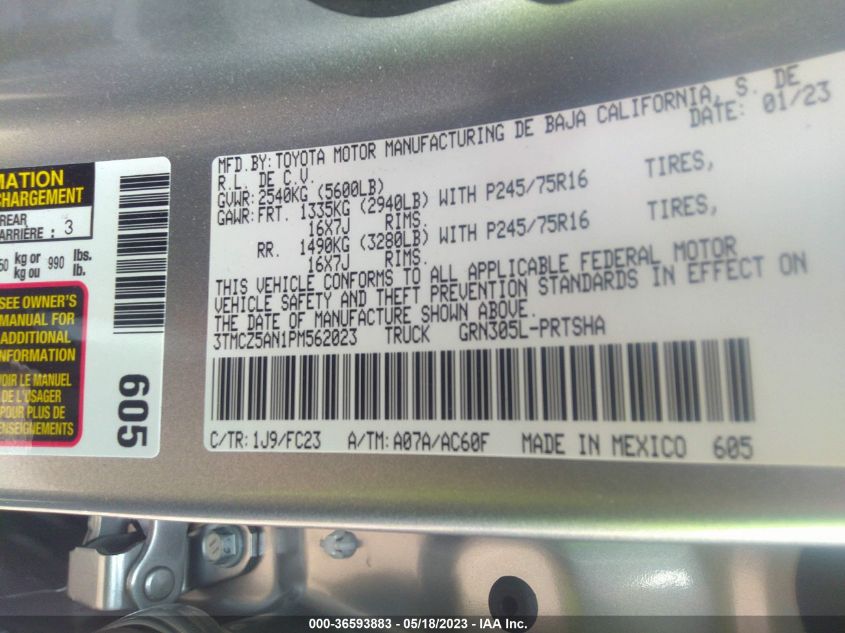 MATION
CHARGEMENT
REAR
ARRIÈRE : 3
50 kg or 990 lbs.
kg ou lb.
SEE OWNER'S
MANUAL FOR
ADDITIONAL
INFORMATION
VOIR LE MANUEL
DE L'USAGER
POUR PLUS DE
RENSEIGNEMENTS
605
MFD.BY: TOYOTA MOTOR MANUFACTURING DE BAJA CALIFORNIA, S. DE
R.L. DE C.V. DATE: 01/23
GVWR: 2540KG (5600LB)
GAWR: FRT. 1335KG (2940LB) WITH P245/75R16 TIRES,
16X7J RIMS.
RR. 1490KG (3280LB) WITH P245/75R16 TIRES,
16X7J RIMS.
THIS VEHICLE CONFORMS TO ALL APPLICABLE FEDERAL MOTOR
VEHICLE SAFETY AND THEFT PREVENTION STANDARDS IN EFFECT ON
THE DATE OF MANUFACTURE SHOWN ABOVE.
3TMCZ5AN1PM562023 TRUCK GRN305L-PRTSHA
C/TR: 1J9/FC23 A/TM: A07A/AC60F MADE IN MEXICO 605
000-36593883 - 05/18/2023 - IAA Inc.